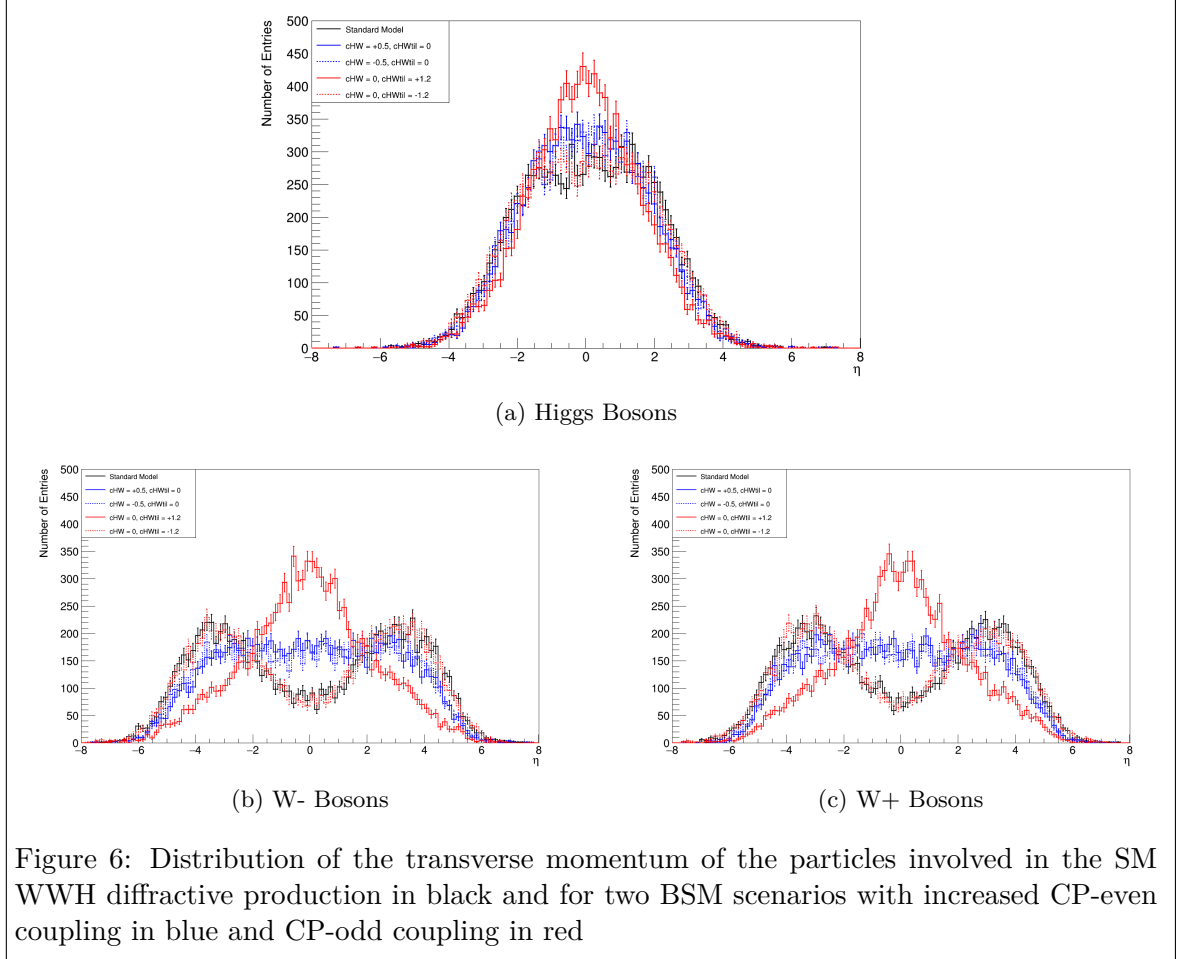 Number of Entries
500
450
400
350
300
250
200
150
100
50
0
Standard Model
cHW = +0.5, cHWtil = 0
cHW = -0.5, cHWtil = 0
cHW = 0, cHWtil = +1.2
cHW = 0, cHWtil = -1.2
−8 −6 −4 −2 0 2 4 6 8
η
(a) Higgs Bosons
Number of Entries
500
450
400
350
300
250
200
150
100
50
0
Standard Model
cHW = +0.5, cHWtil = 0
cHW = -0.5, cHWtil = 0
cHW = 0, cHWtil = +1.2
cHW = 0, cHWtil = -1.2
−8 −6 −4 −2 0 2 4 6 8
η
(b) W- Bosons
Number of Entries
500
450
400
350
300
250
200
150
100
50
0
Standard Model
cHW = +0.5, cHWtil = 0
cHW = -0.5, cHWtil = 0
cHW = 0, cHWtil = +1.2
cHW = 0, cHWtil = -1.2
−8 −6 −4 −2 0 2 4 6 8
η
(c) W+ Bosons
Figure 6: Distribution of the transverse momentum of the particles involved in the SM
WWH diffractive production in black and for two BSM scenarios with increased CP-even
coupling in blue and CP-odd coupling in red